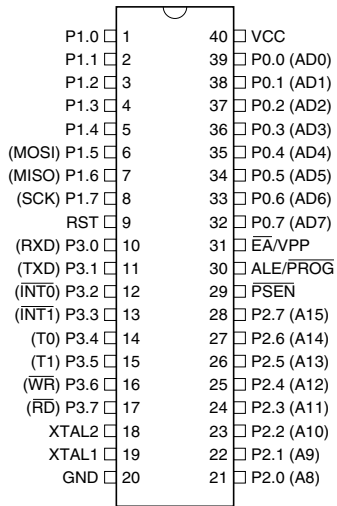 P1.0 1 40 VCC
P1.1 2 39 P0.0 (AD0)
P1.2 3 38 P0.1 (AD1)
P1.3 4 37 P0.2 (AD2)
P1.4 5 36 P0.3 (AD3)
(MOSI) P1.5 6 35 P0.4 (AD4)
(MISO) P1.6 7 34 P0.5 (AD5)
(SCK) P1.7 8 33 P0.6 (AD6)
RST 9 32 P0.7 (AD7)
(RXD) P3.0 10 31 E̅A̅/VPP
(TXD) P3.1 11 30 ALE/P̅R̅O̅G̅
(I̅N̅T̅0̅) P3.2 12 29 P̅S̅E̅N̅
(I̅N̅T̅1̅) P3.3 13 28 P2.7 (A15)
(T0) P3.4 14 27 P2.6 (A14)
(T1) P3.5 15 26 P2.5 (A13)
(W̅R̅) P3.6 16 25 P2.4 (A12)
(R̅D̅) P3.7 17 24 P2.3 (A11)
XTAL2 18 23 P2.2 (A10)
XTAL1 19 22 P2.1 (A9)
GND 20 21 P2.0 (A8)